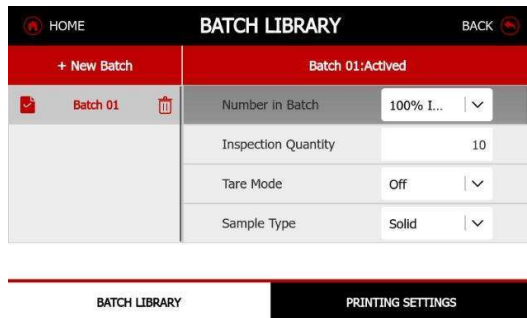 HOME BATCH LIBRARY BACK
+ New Batch Batch 01:Actived
Batch 01 Number in Batch 100% I...
Inspection Quantity 10
Tare Mode Off
Sample Type Solid
BATCH LIBRARY PRINTING SETTINGS